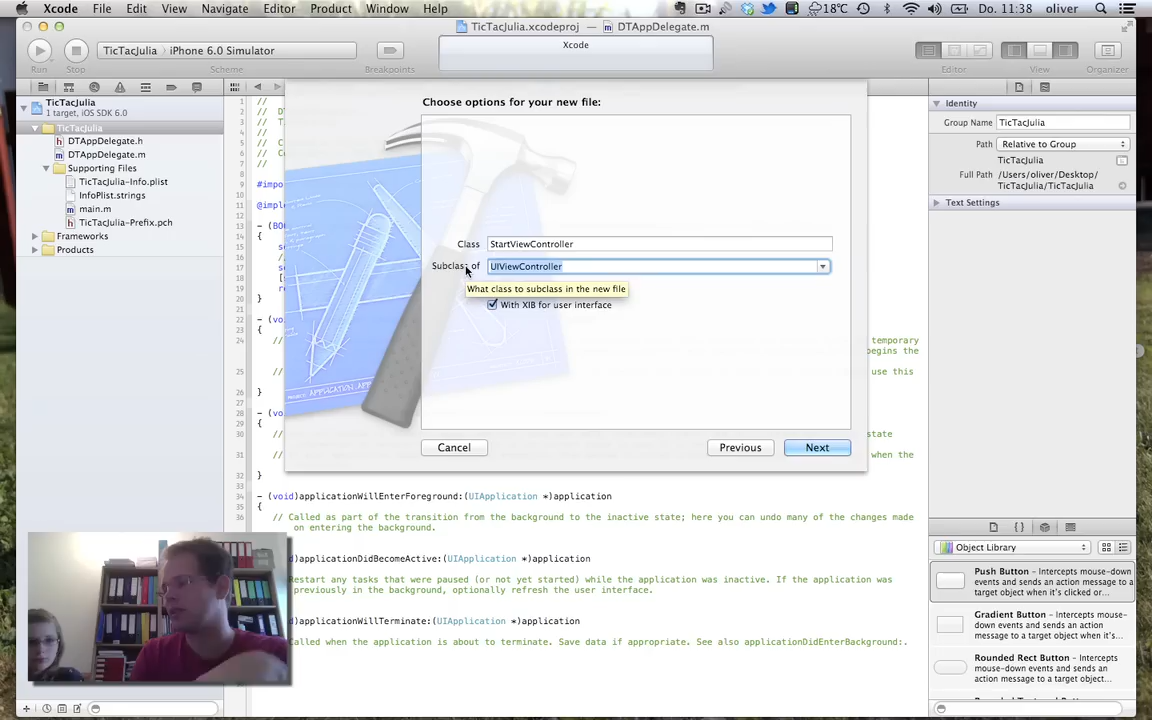 Xcode File Edit View Navigate Editor Product Window Help 18°C Do. 11:38 oliver
TicTacJulia.xcodeproj — DTAppDelegate.m
TicTacJulia iPhone 6.0 Simulator
Xcode
Run Stop Scheme Breakpoints Editor View Organizer
TicTacJulia
1 target, iOS SDK 6.0
TicTacJulia
DTAppDelegate.h
DTAppDelegate.m
Supporting Files
TicTacJulia-Info.plist
InfoPlist.strings
main.m
TicTacJulia-Prefix.pch
Frameworks
Products
Choose options for your new file:
Class StartViewController
Subclass of UIViewController
What class to subclass in the new file
With XIB for user interface
Cancel Previous Next
temporary
begins the
use this
state
when the
- (void)applicationWillEnterForeground:(UIApplication *)application
{
// Called as part of the transition from the background to the inactive state; here you can undo many of the changes made
on entering the background.
)applicationDidBecomeActive:(UIApplication *)application
Restart any tasks that were paused (or not yet started) while the application was inactive. If the application was
previously in the background, optionally refresh the user interface.
)applicationWillTerminate:(UIApplication *)application
Called when the application is about to terminate. Save data if appropriate. See also applicationDidEnterBackground:.
Identity
Group Name TicTacJulia
Path Relative to Group
TicTacJulia
Full Path /Users/oliver/Desktop/
TicTacJulia/TicTacJulia
Text Settings
Object Library
Push Button – Intercepts mouse-down
events and sends an action message to a
target object when it's clicked or...
Gradient Button – Intercepts mouse-
down events and sends an action
message to a target object when it's...
Rounded Rect Button – Intercepts
mouse-down events and sends an
action message to a target object...